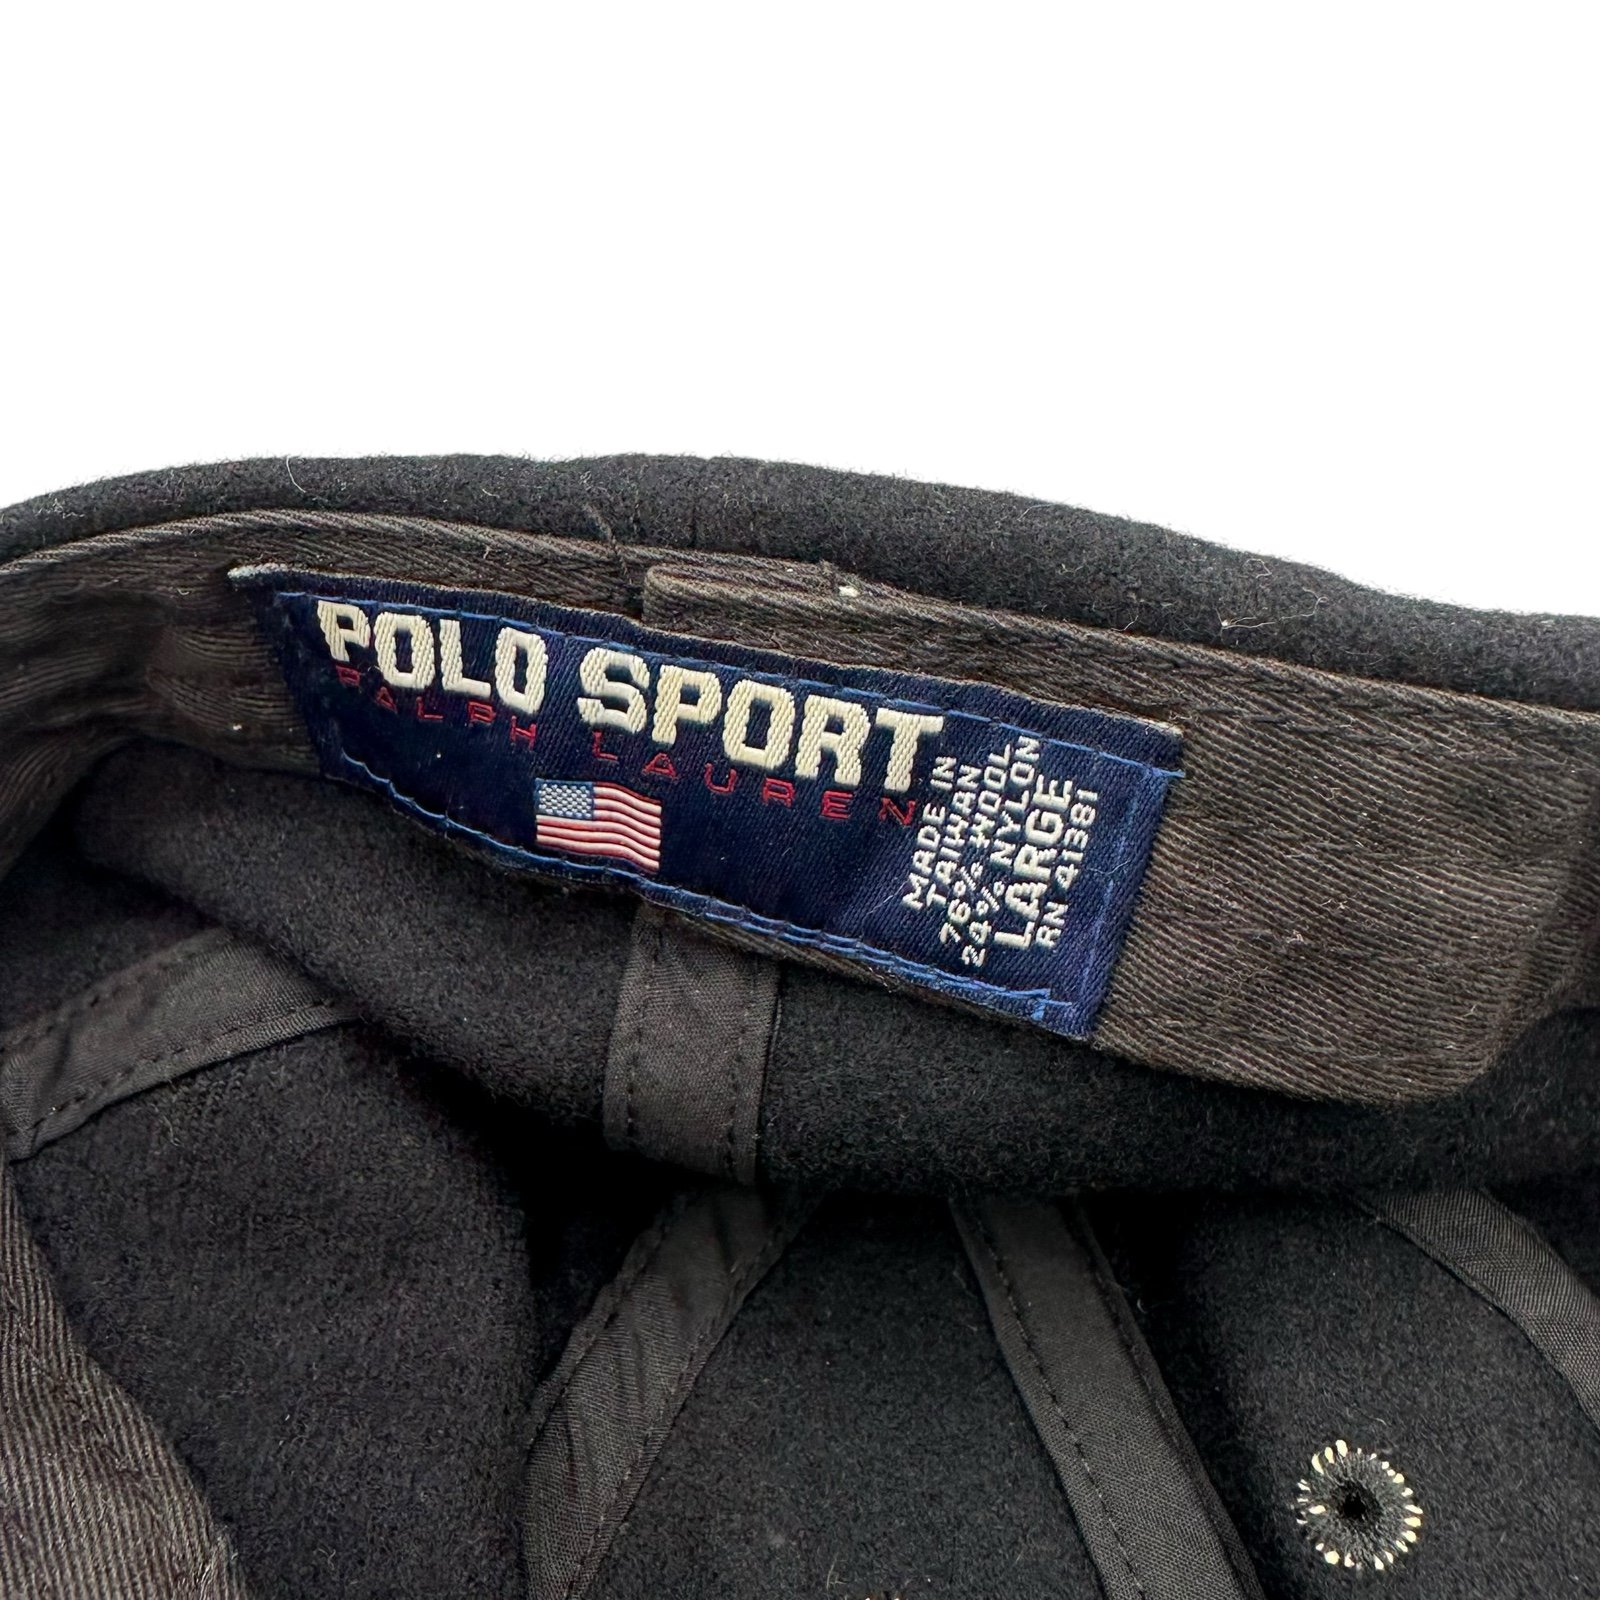 POLO SPORT
RALPH LAUREN
MADE IN
TAIWAN
76% WOOL
24% NYLON
LARGE
RN 41381